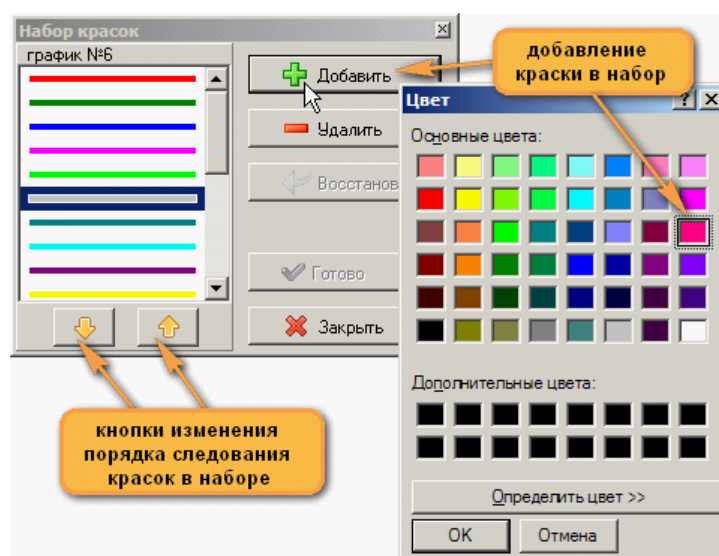 Набор красок
график №6
Добавить
Удалить
Восстанов
Готово
Закрыть
добавление
краски в набор
Цвет
Основные цвета:
Дополнительные цвета:
Определить цвет >>
OK
Отмена
кнопки изменения
порядка следования
красок в наборе